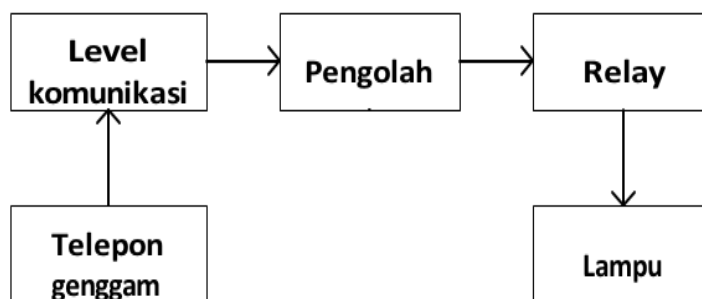 Level
komunikasi
Pengolah
Relay
Telepon
genggam
Lampu